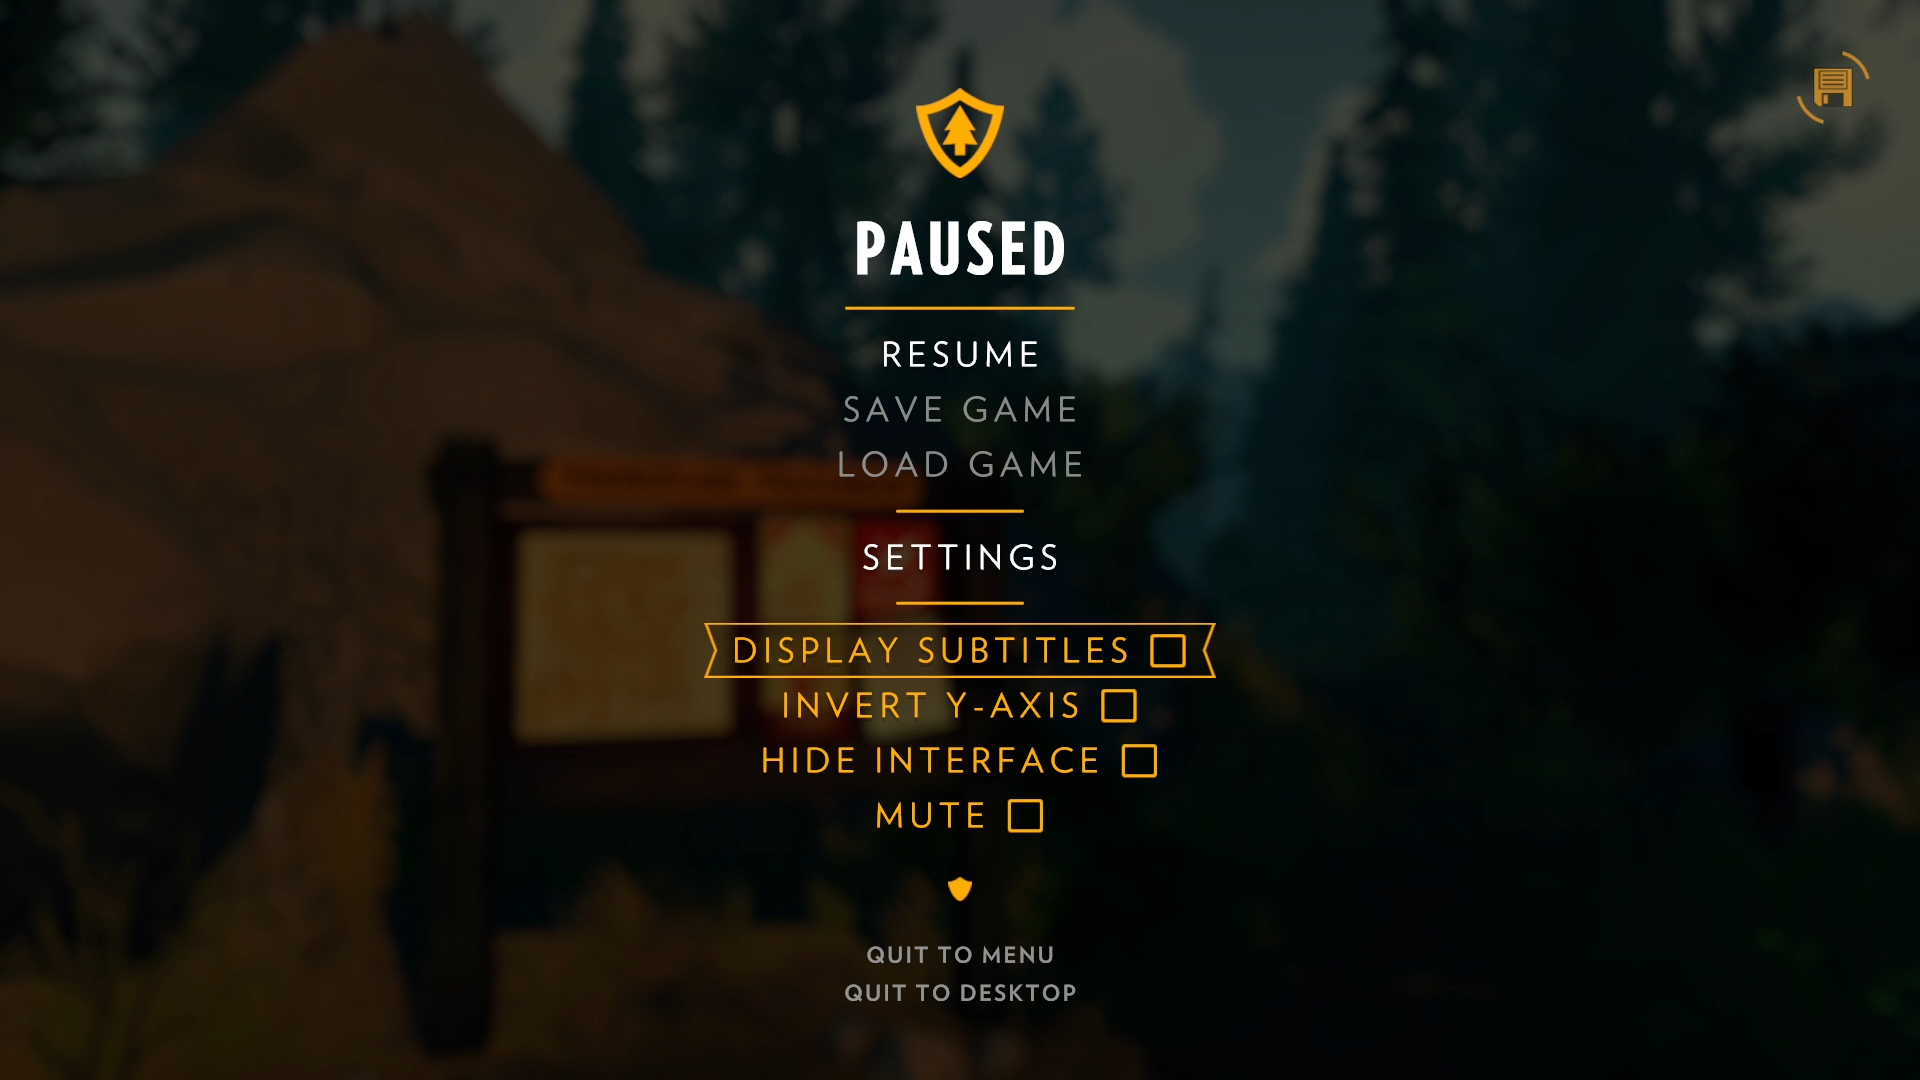 PAUSED
RESUME
SAVE GAME
LOAD GAME
SETTINGS
DISPLAY SUBTITLES
INVERT Y-AXIS
HIDE INTERFACE
MUTE
QUIT TO MENU
QUIT TO DESKTOP